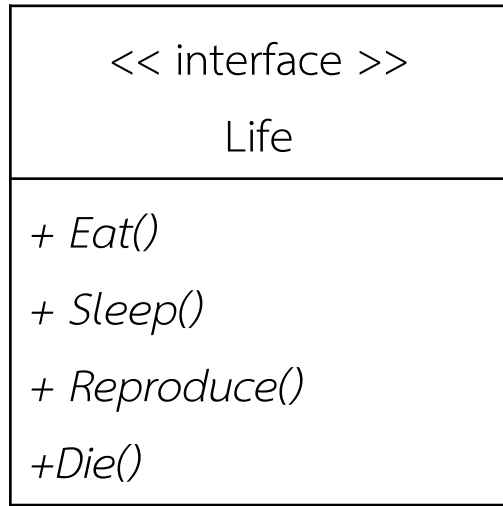 << interface >>
Life
+ Eat()
+ Sleep()
+ Reproduce()
+Die()